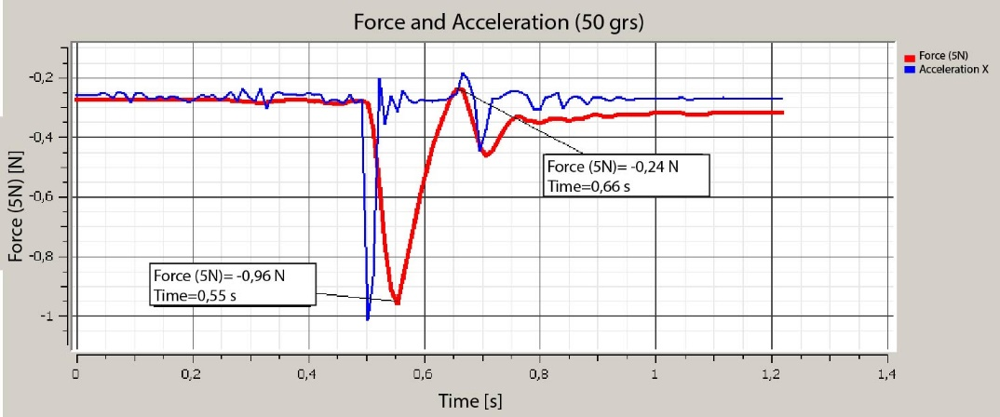 Force and Acceleration (50 grs)
Force (5N)
Acceleration X
-0,2
-0,4
-0,6
-0,8
-1
Force (5N) [N]
Force (5N)= -0,24 N
Time=0,66 s
Force (5N)= -0,96 N
Time=0,55 s
0 0,2 0,4 0,6 0,8 1 1,2 1,4
Time [s]